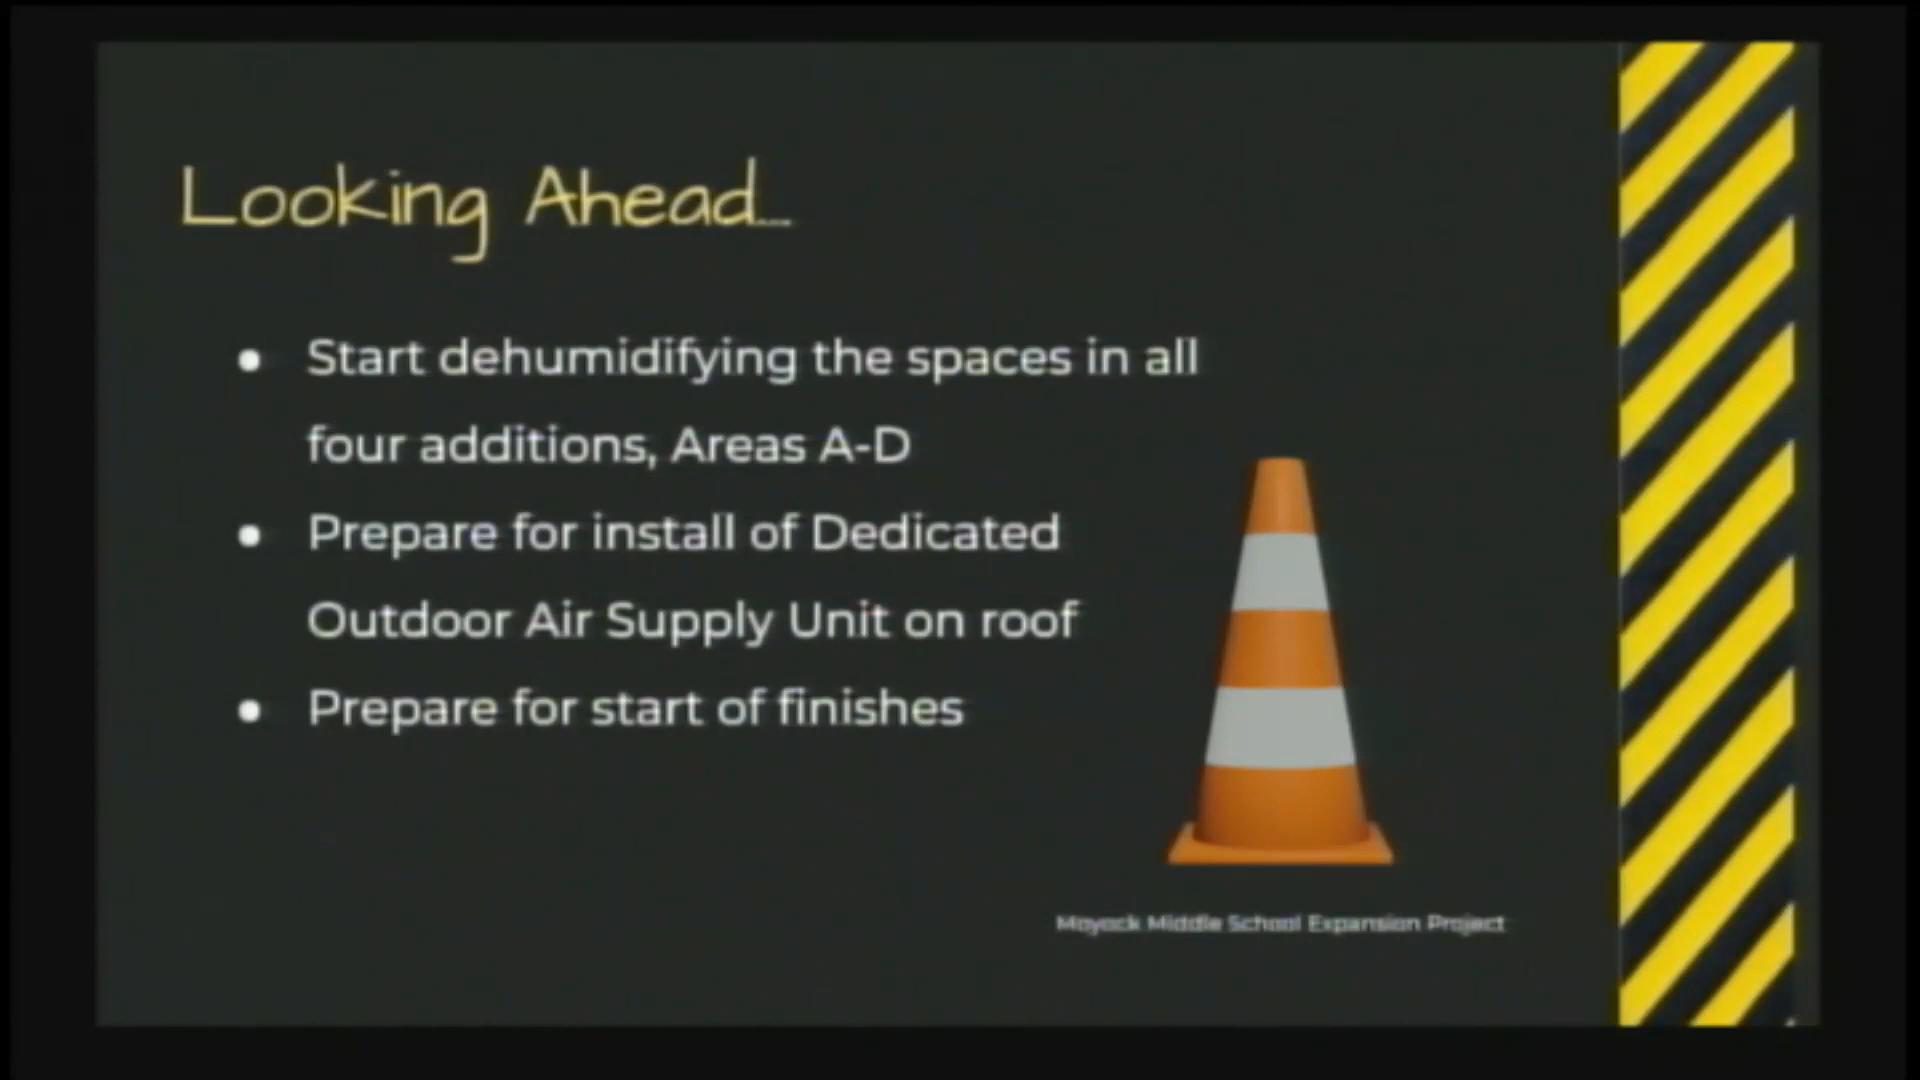 Looking Ahead...
• Start dehumidifying the spaces in all
four additions, Areas A-D
• Prepare for install of Dedicated
Outdoor Air Supply Unit on roof
• Prepare for start of finishes
Moyock Middle School Expansion Project